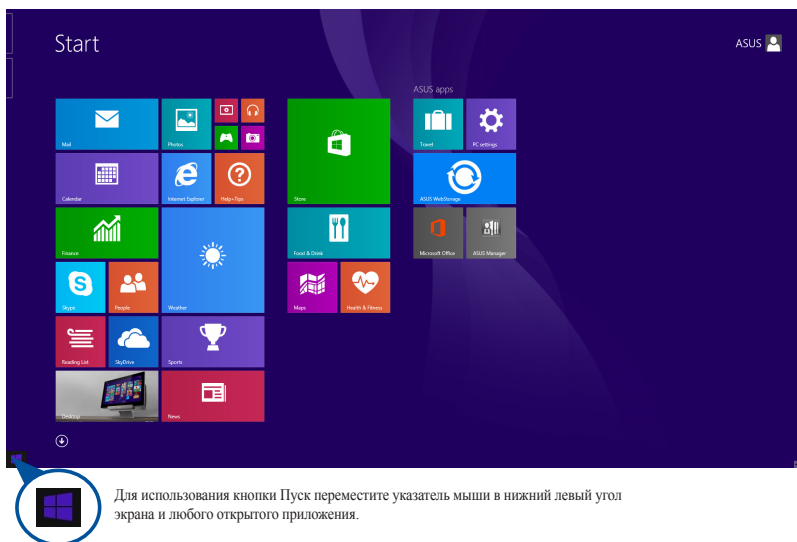 Start
ASUS
ASUS apps
Mail
Photos
Store
Travel
PC settings
Calendar
Internet Explorer
Help+Tips
ASUS WebStorage
Finance
Weather
Food & Drink
Microsoft Office
ASUS Manager
Skype
People
Maps
Health & Fitness
Reading List
SkyDrive
Sports
Desktop
News
Для использования кнопки Пуск переместите указатель мыши в нижний левый угол
экрана и любого открытого приложения.